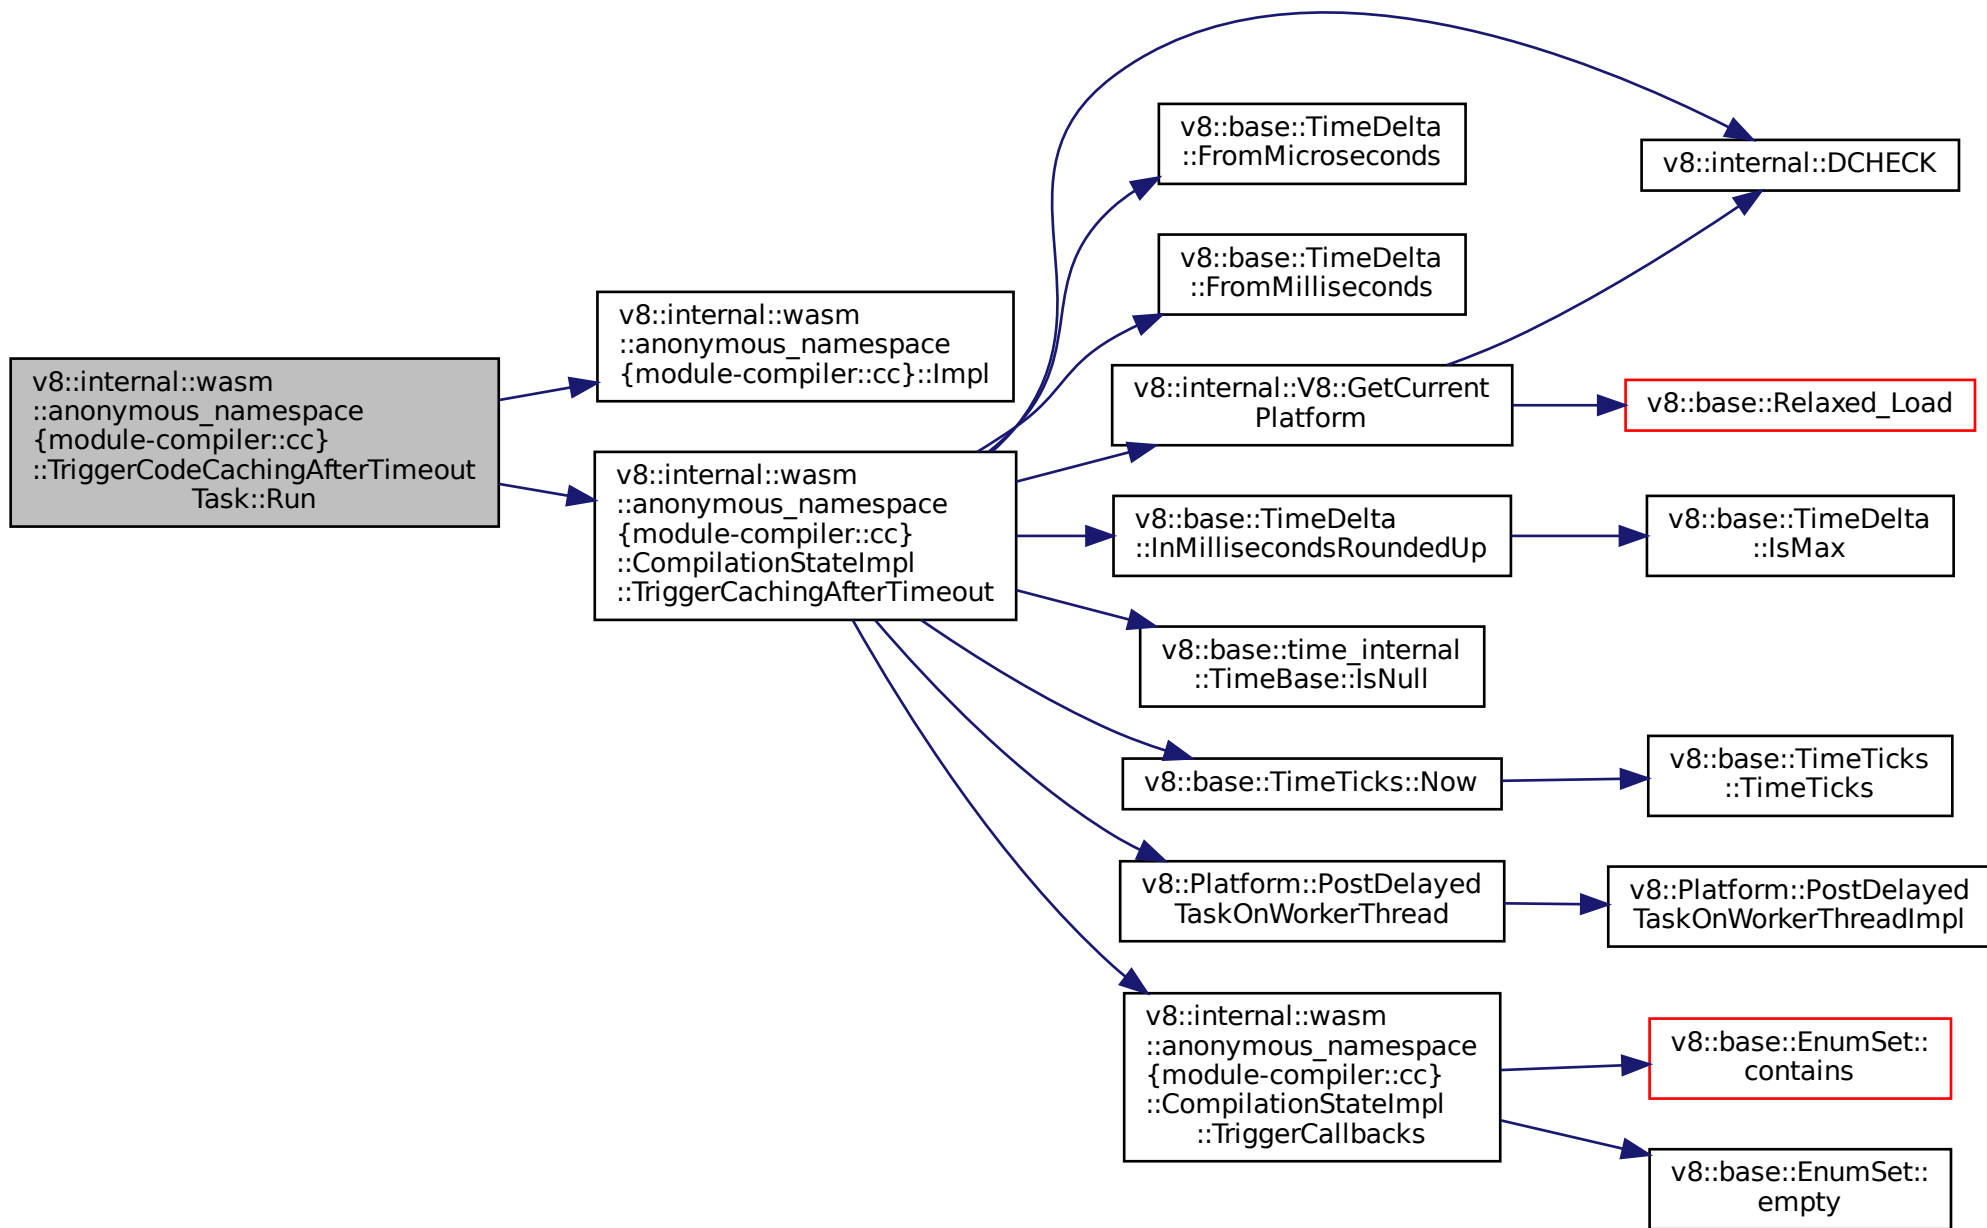 v8::internal::wasm
::anonymous_namespace
{module-compiler::cc}
::TriggerCodeCachingAfterTimeout
Task::Run
v8::internal::wasm
::anonymous_namespace
{module-compiler::cc}::Impl
v8::internal::wasm
::anonymous_namespace
{module-compiler::cc}
::CompilationStateImpl
::TriggerCachingAfterTimeout
v8::base::TimeDelta
::FromMicroseconds
v8::base::TimeDelta
::FromMilliseconds
v8::internal::V8::GetCurrent
Platform
v8::base::TimeDelta
::InMillisecondsRoundedUp
v8::base::time_internal
::TimeBase::IsNull
v8::base::TimeTicks::Now
v8::Platform::PostDelayed
TaskOnWorkerThread
v8::internal::wasm
::anonymous_namespace
{module-compiler::cc}
::CompilationStateImpl
::TriggerCallbacks
v8::internal::DCHECK
v8::base::Relaxed_Load
v8::base::TimeDelta
::IsMax
v8::base::TimeTicks
::TimeTicks
v8::Platform::PostDelayed
TaskOnWorkerThreadImpl
v8::base::EnumSet::
contains
v8::base::EnumSet::
empty